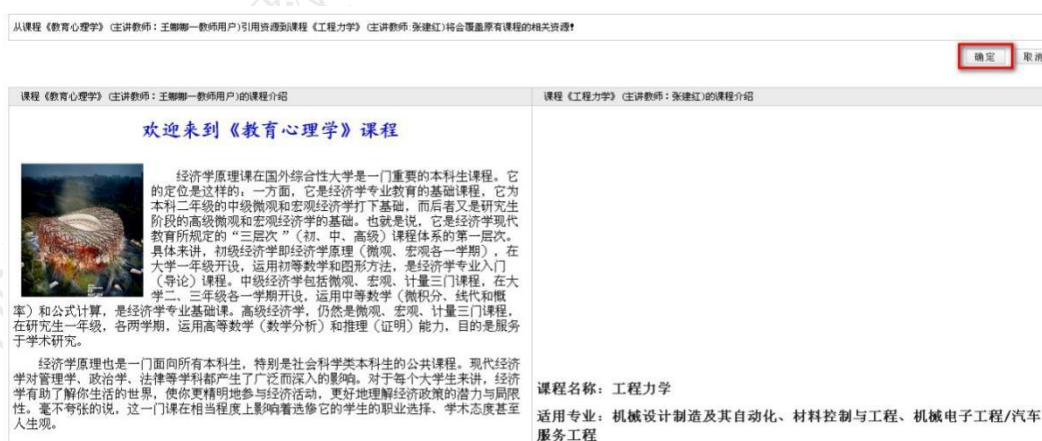 从课程《教育心理学》(主讲教师：王娜娜—教师用户)引用资源到课程《工程力学》(主讲教师:张建红)将会覆盖原有课程的相关资源!
确定
取消
课程《教育心理学》(主讲教师：王娜娜—教师用户)的课程介绍
欢迎来到《教育心理学》课程
经济学原理课在国外综合性大学是一门重要的本科生课程。它
的定位是这样的：一方面，它是经济学专业教育的基础课程，它为
本科二年级的中级微观和宏观经济学打下基础，而后者又是研究生
阶段的高级微观和宏观经济学的基础。也就是说，它是经济学现代
教育所规定的“三层次”（初、中、高级）课程体系的第一层次。
具体来讲，初级经济学即经济学原理（微观、宏观各一学期），在
大学一年级开设，运用初等数学和图形方法，是经济学专业入门
（导论）课程。中级经济学包括微观、宏观、计量三门课程，在大
学二、三年级各一学期开设，运用中等数学（微积分、线代和概
率）和公式计算，是经济学专业基础课。高级经济学，仍然是微观、宏观、计量三门课程，
在研究生一年级，各两学期，运用高等数学（数学分析）和推理（证明）能力，目的是服务
于学术研究。
经济学原理也是一门面向所有本科生，特别是社会科学类本科生的公共课程。现代经济
学对管理学、政治学、法律等学科都产生了广泛而深入的影响。对于每个大学生来讲，经济
学有助了解你生活的世界，使你更精明地参与经济活动，更好地理解经济政策的潜力与局限
性。毫不夸张的说，这一门课在相当程度上影响着选修它的学生的职业选择、学术态度甚至
人生观。
课程《工程力学》(主讲教师：张建红)的课程介绍
课程名称：工程力学
适用专业：机械设计制造及其自动化、材料控制与工程、机械电子工程/汽车
服务工程